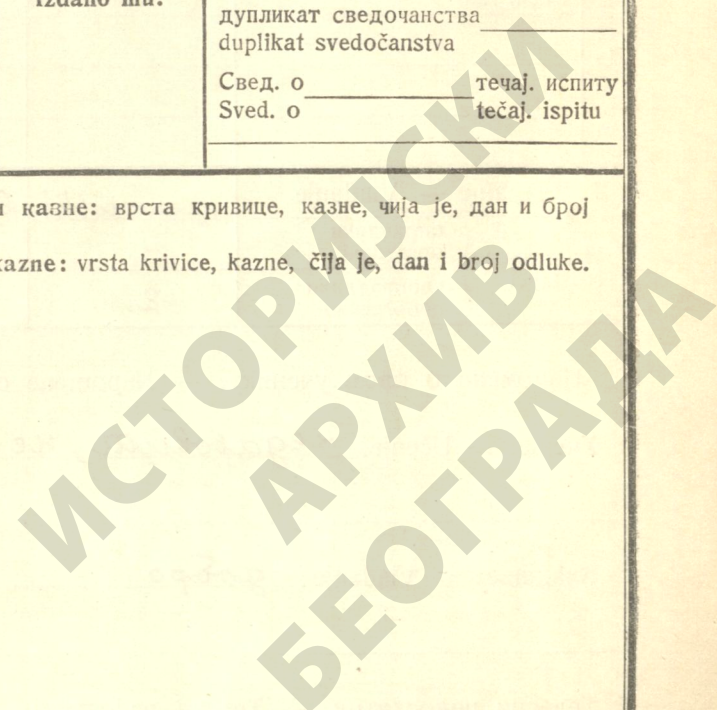 izdano mu:
дупликат сведочанства
duplikat svedočanstva
Свед. о течај. испиту
Sved. o tečaj. ispitu
казне: врста кривице, казне, чија је, дан и број
kazne: vrsta krivice, kazne, čija je, dan i broj odluke.
ИСТОРИЈСКИ
АРХИВ
БЕОГРАДА